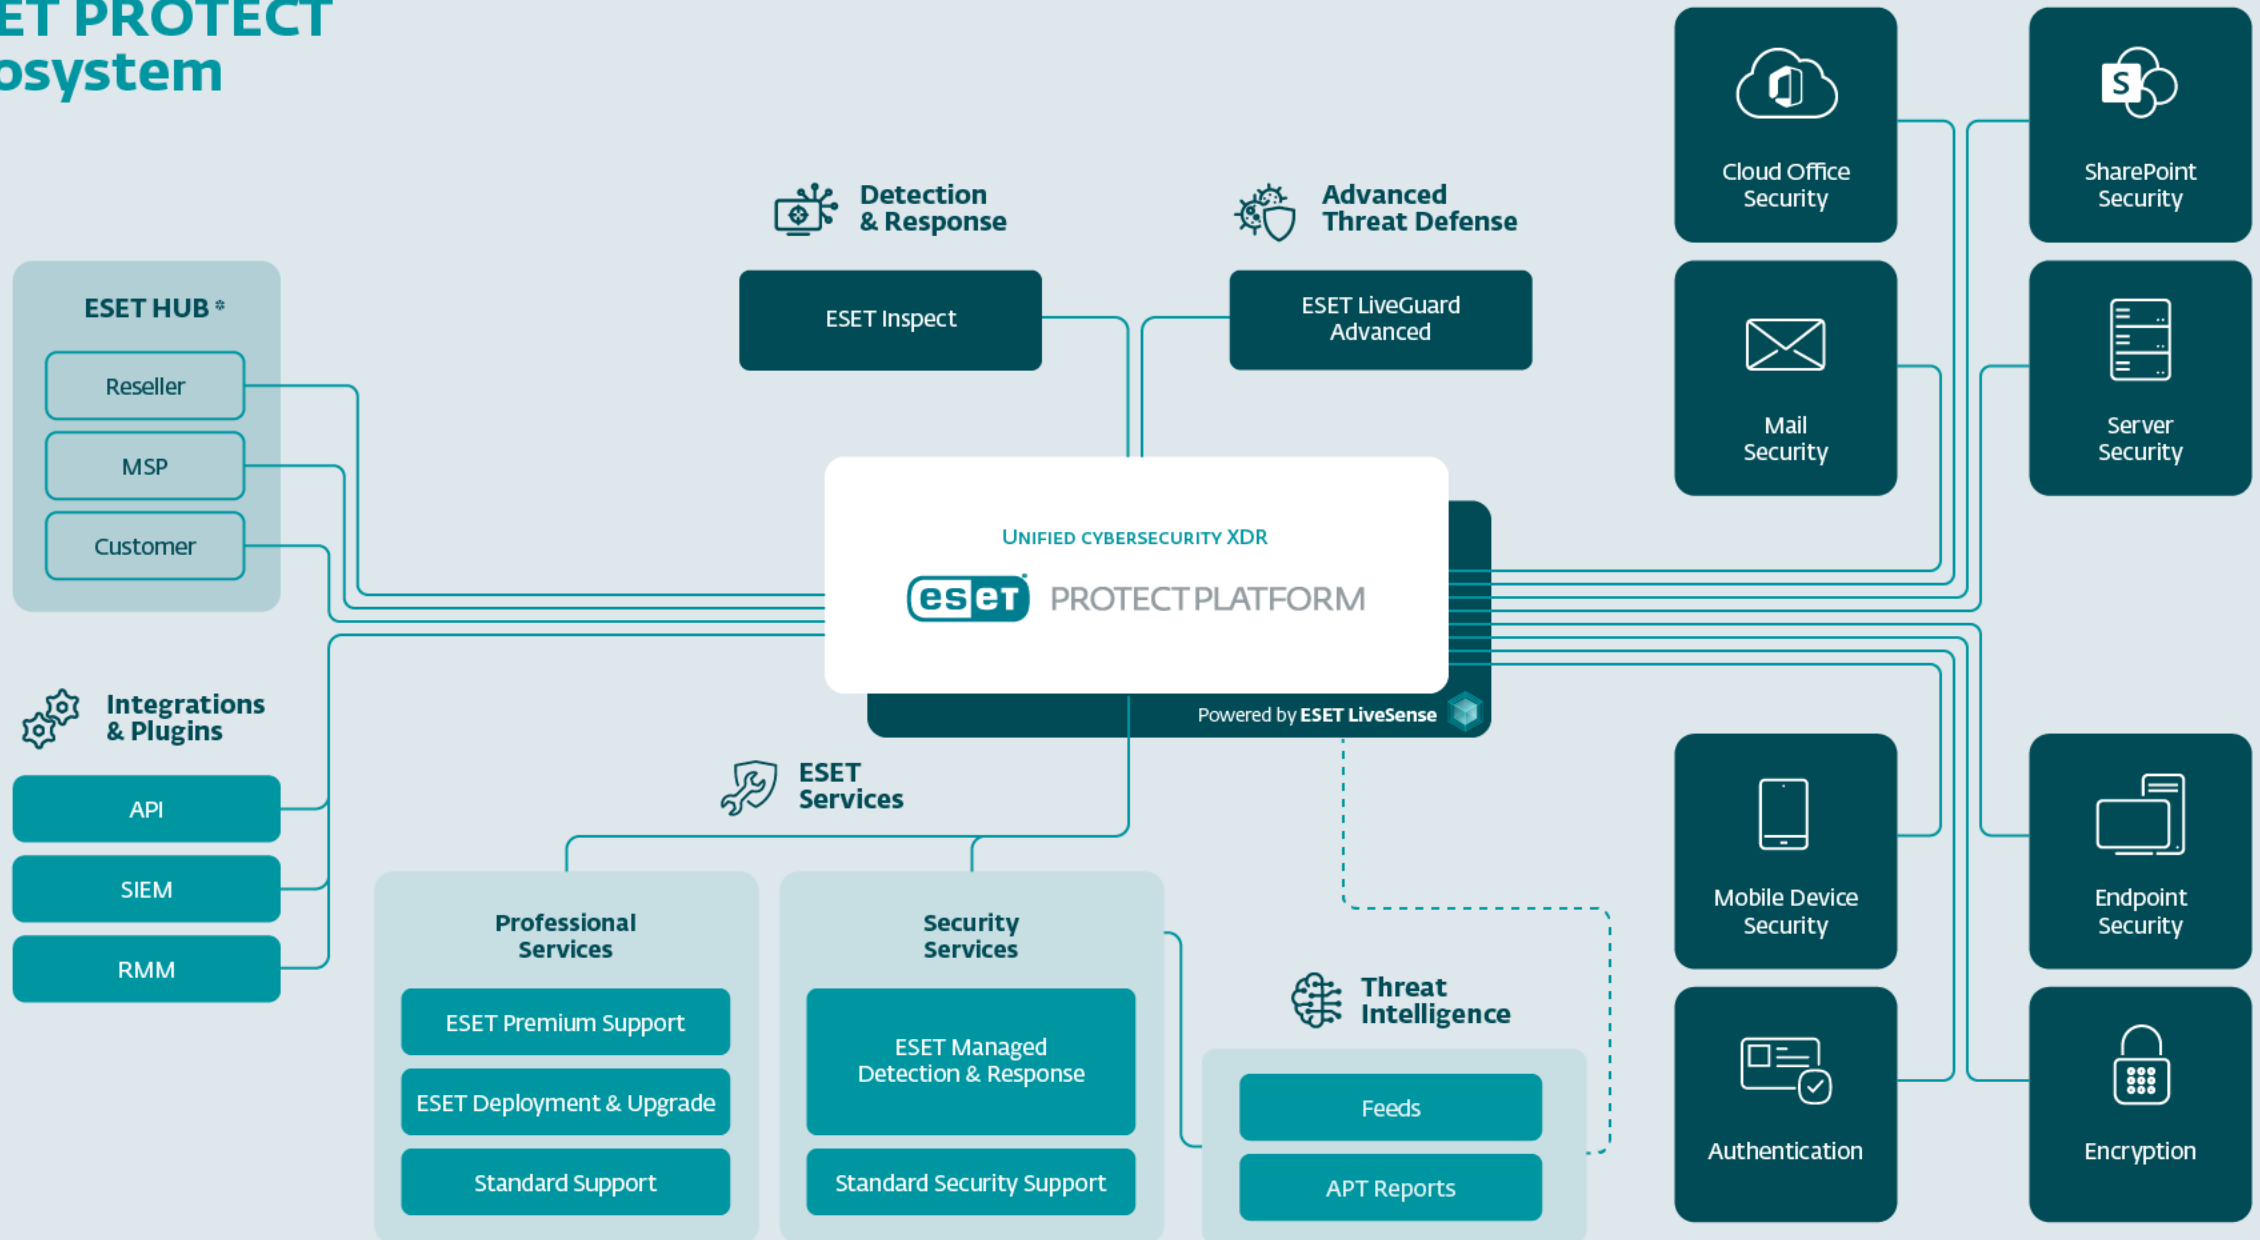 ET PROTECT
osystem
Detection
& Response
ESET Inspect
Advanced
Threat Defense
ESET LiveGuard
Advanced
ESET HUB *
Reseller
MSP
Customer
Integrations
& Plugins
API
SIEM
RMM
UNIFIED CYBERSECURITY XDR
eseT PROTECT PLATFORM
Powered by ESET LiveSense
ESET
Services
Professional
Services
ESET Premium Support
ESET Deployment & Upgrade
Standard Support
Security
Services
ESET Managed
Detection & Response
Standard Security Support
Threat
Intelligence
Feeds
APT Reports
Cloud Office
Security
S
SharePoint
Security
Mail
Security
Server
Security
Mobile Device
Security
Endpoint
Security
Authentication
Encryption